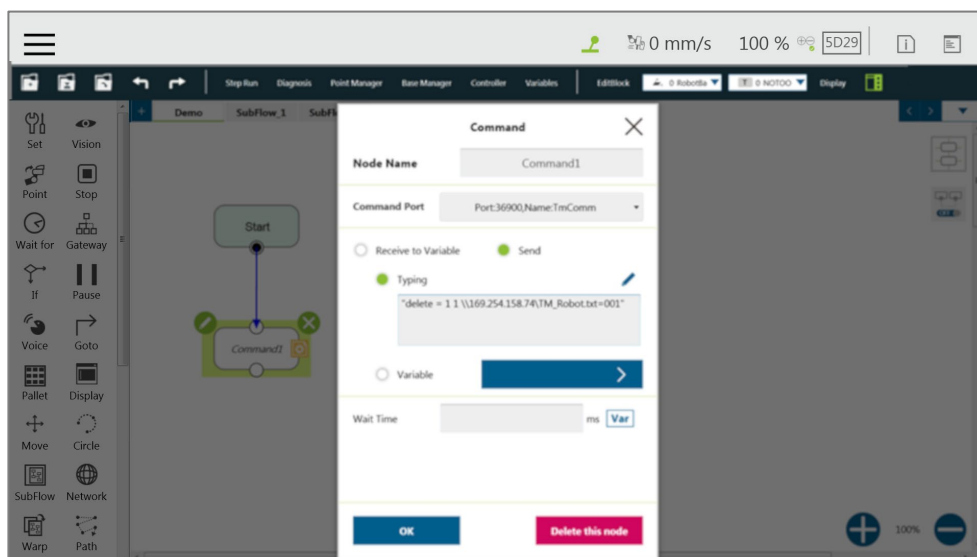 0 mm/s 100 % 5D29
Step Run Diagnosis Point Manager Base Manager Controller Variables EditBlock 0 RobotBa T 0 NOTOO Display
Demo SubFlow_1
Command
Node Name Command1
Command Port Port:36900,Name:TmComm
Receive to Variable Send
Typing
"delete = 1 1 \\169.254.158.74\TM_Robot.txt=001"
Variable
Wait Time ms Var
OK Delete this node
Set Vision
Point Stop
Wait for Gateway
If Pause
Voice Goto
Pallet Display
Move Circle
SubFlow Network
Warp Path
Start
Command1
OFF
100%